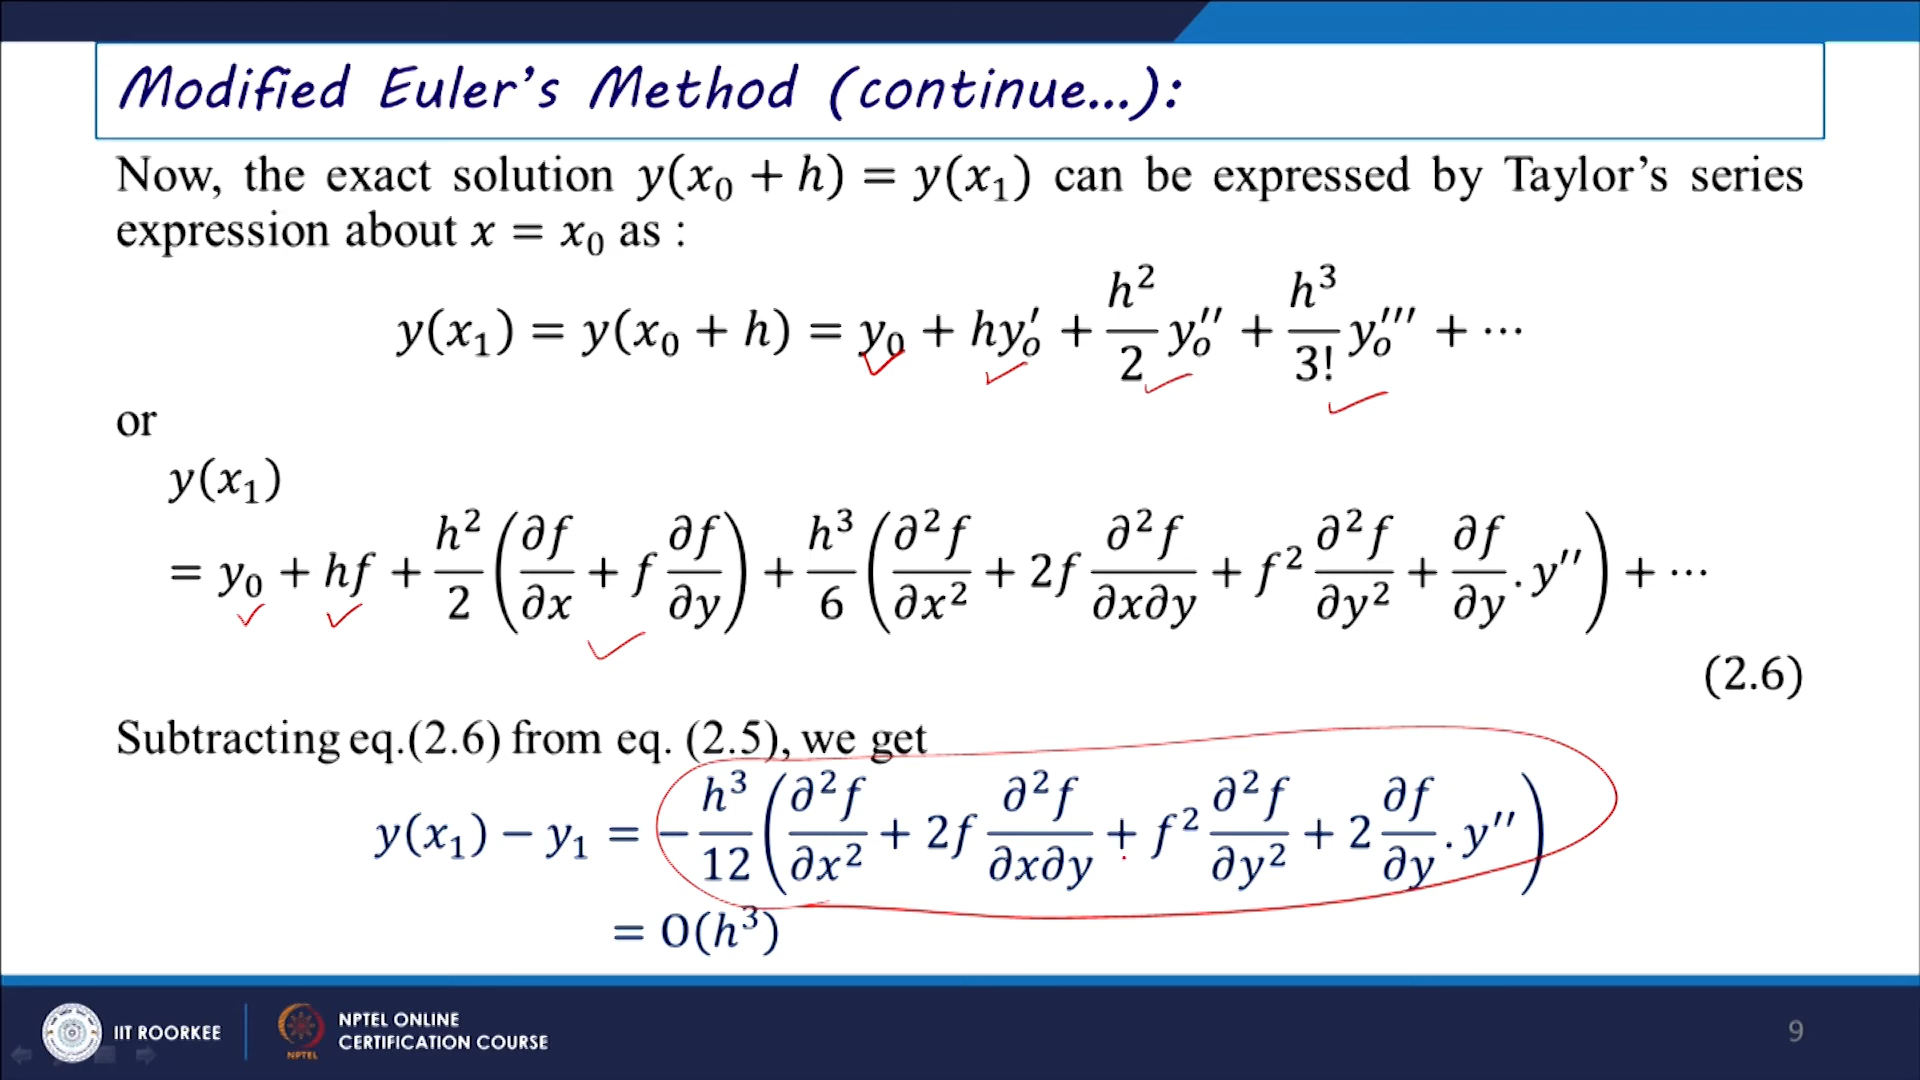 Modified Euler's Method (continue...):
Now, the exact solution y(x₀ + h) = y(x₁) can be expressed by Taylor's series
expression about x = x₀ as :
y(x₁) = y(x₀ + h) = y₀ + hy′ₒ + h²/2 y″ₒ + h³/3! y‴ₒ + ⋯
or
y(x₁)
= y₀ + hf + h²/2 (∂f/∂x + f ∂f/∂y) + h³/6 (∂²f/∂x² + 2f ∂²f/∂x∂y + f² ∂²f/∂y² + ∂f/∂y . y″) + ⋯
(2.6)
Subtracting eq.(2.6) from eq. (2.5), we get
y(x₁) − y₁ = − h³/12 (∂²f/∂x² + 2f ∂²f/∂x∂y + f² ∂²f/∂y² + 2 ∂f/∂y . y″)
= O(h³)
IIT ROORKEE
NPTEL
NPTEL ONLINE
CERTIFICATION COURSE
9